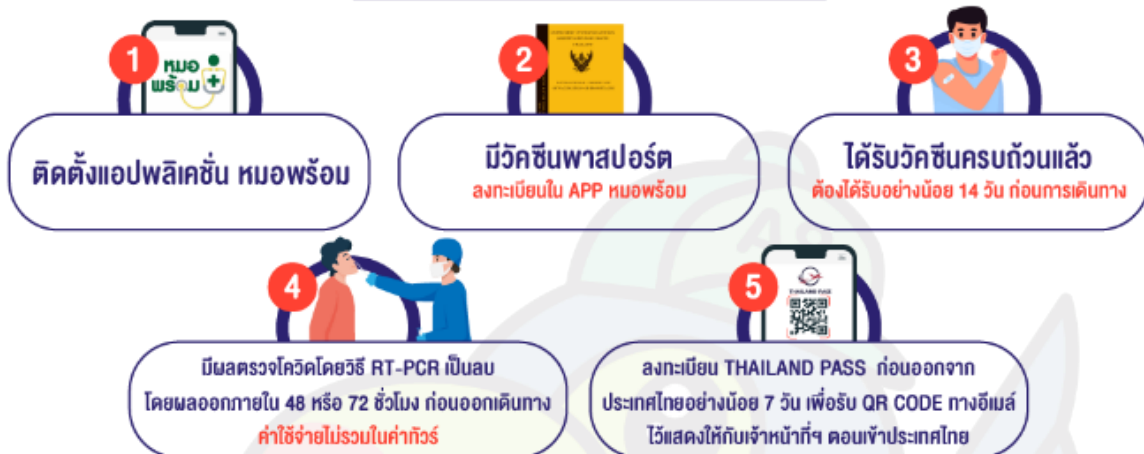 1
หมอ
พร้อม
ติดตั้งแอปพลิเคชั่น หมอพร้อม
2
THAILAND
มีวัคซีนพาสปอร์ต
ลงทะเบียนใน APP หมอพร้อม
3
ได้รับวัคซีนครบถ้วนแล้ว
ต้องได้รับอย่างน้อย 14 วัน ก่อนการเดินทาง
4
มีผลตรวจโควิดโดยวิธี RT-PCR เป็นลบ
โดยผลออกภายใน 48 หรือ 72 ชั่วโมง ก่อนออกเดินทาง
ค่าใช้จ่ายไม่รวมในค่าทัวร์
5
THAILAND PASS
ลงทะเบียน THAILAND PASS ก่อนออกจาก
ประเทศไทยอย่างน้อย 7 วัน เพื่อรับ QR CODE ทางอีเมล์
ไว้แสดงให้กับเจ้าหน้าที่ฯ ตอนเข้าประเทศไทย